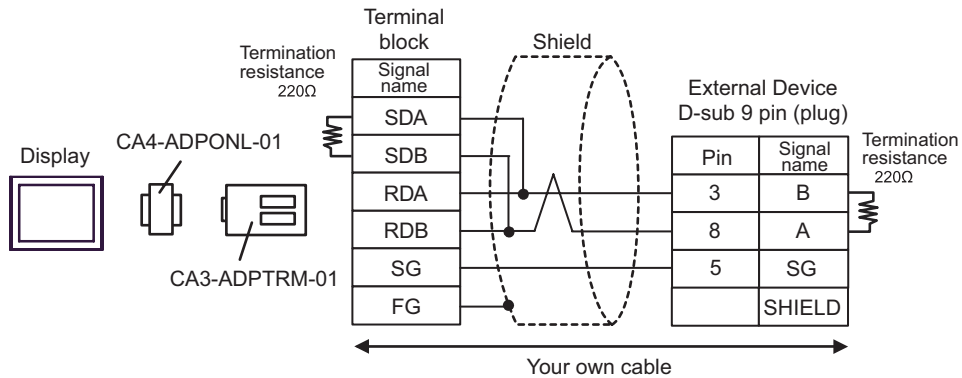 Terminal
block
Shield
Termination
resistance
220Ω
Signal
name
SDA
SDB
RDA
RDB
SG
FG
Display
CA4-ADPONL-01
CA3-ADPTRM-01
External Device
D-sub 9 pin (plug)
Pin
Signal
name
3
B
8
A
5
SG
SHIELD
Termination
resistance
220Ω
Your own cable